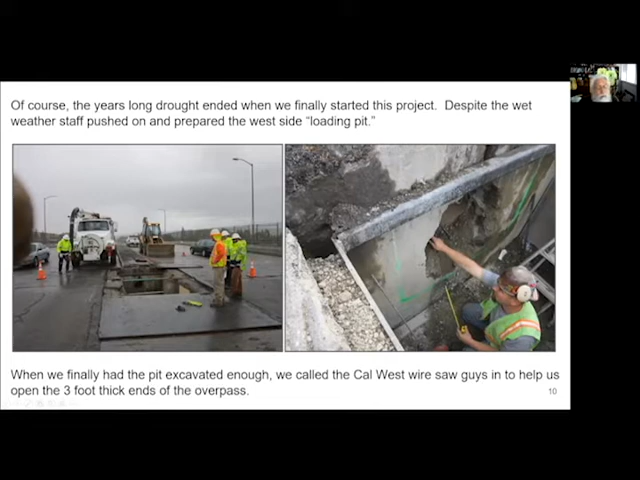 Of course, the years long drought ended when we finally started this project. Despite the wet
weather staff pushed on and prepared the west side “loading pit.”
When we finally had the pit excavated enough, we called the Cal West wire saw guys in to help us
open the 3 foot thick ends of the overpass.
10